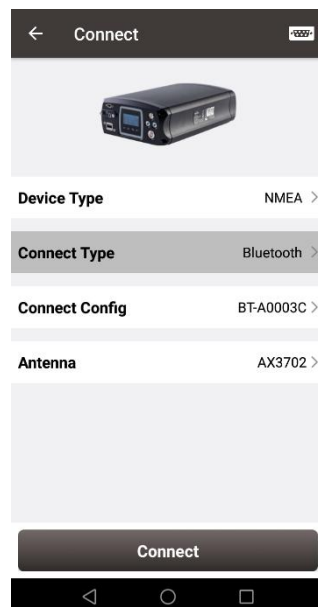 Connect
Device Type NMEA
Connect Type Bluetooth
Connect Config BT-A0003C
Antenna AX3702
Connect